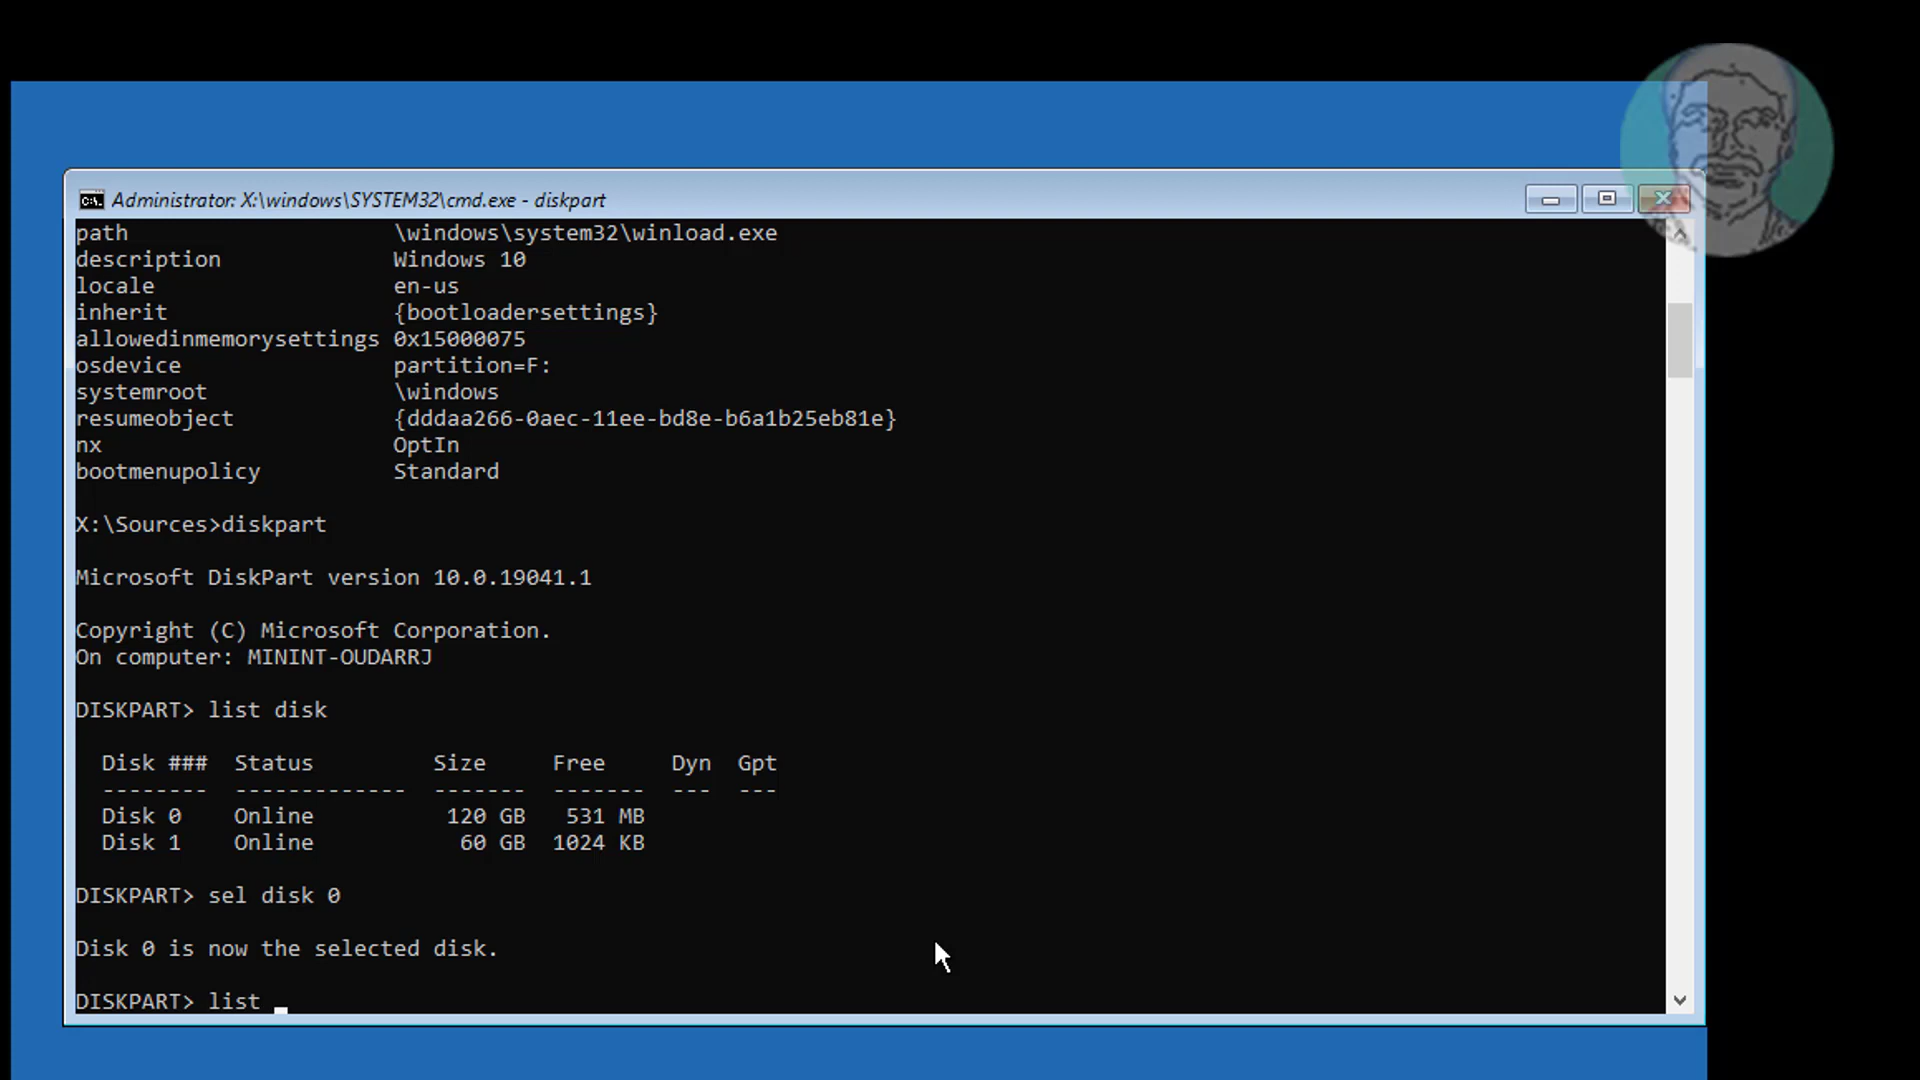 Administrator: X:\windows\SYSTEM32\cmd.exe - diskpart
path                    \windows\system32\winload.exe
description             Windows 10
locale                  en-us
inherit                 {bootloadersettings}
allowedinmemorysettings 0x15000075
osdevice                partition=F:
systemroot              \windows
resumeobject            {dddaa266-0aec-11ee-bd8e-b6a1b25eb81e}
nx                      OptIn
bootmenupolicy          Standard
X:\Sources>diskpart
Microsoft DiskPart version 10.0.19041.1
Copyright (C) Microsoft Corporation.
On computer: MININT-OUDARRJ
DISKPART> list disk
  Disk ###  Status         Size     Free     Dyn  Gpt
  --------  -------------  -------  -------  ---  ---
  Disk 0    Online          120 GB   531 MB
  Disk 1    Online           60 GB  1024 KB
DISKPART> sel disk 0
Disk 0 is now the selected disk.
DISKPART> list